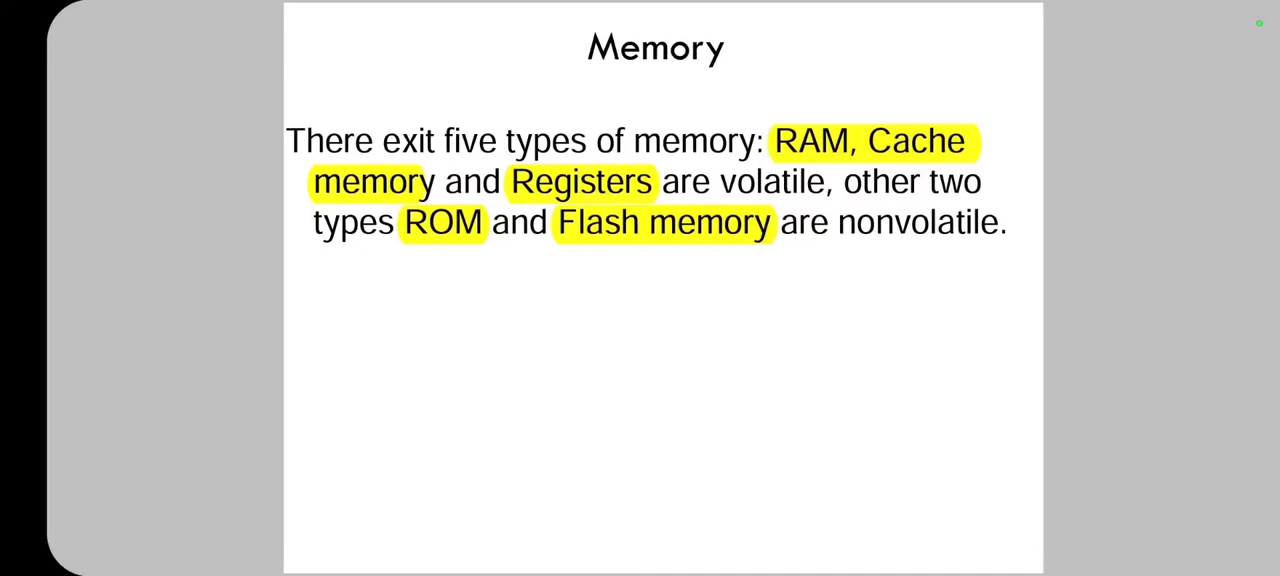 Memory
There exit five types of memory: RAM, Cache
memory and Registers are volatile, other two
types ROM and Flash memory are nonvolatile.